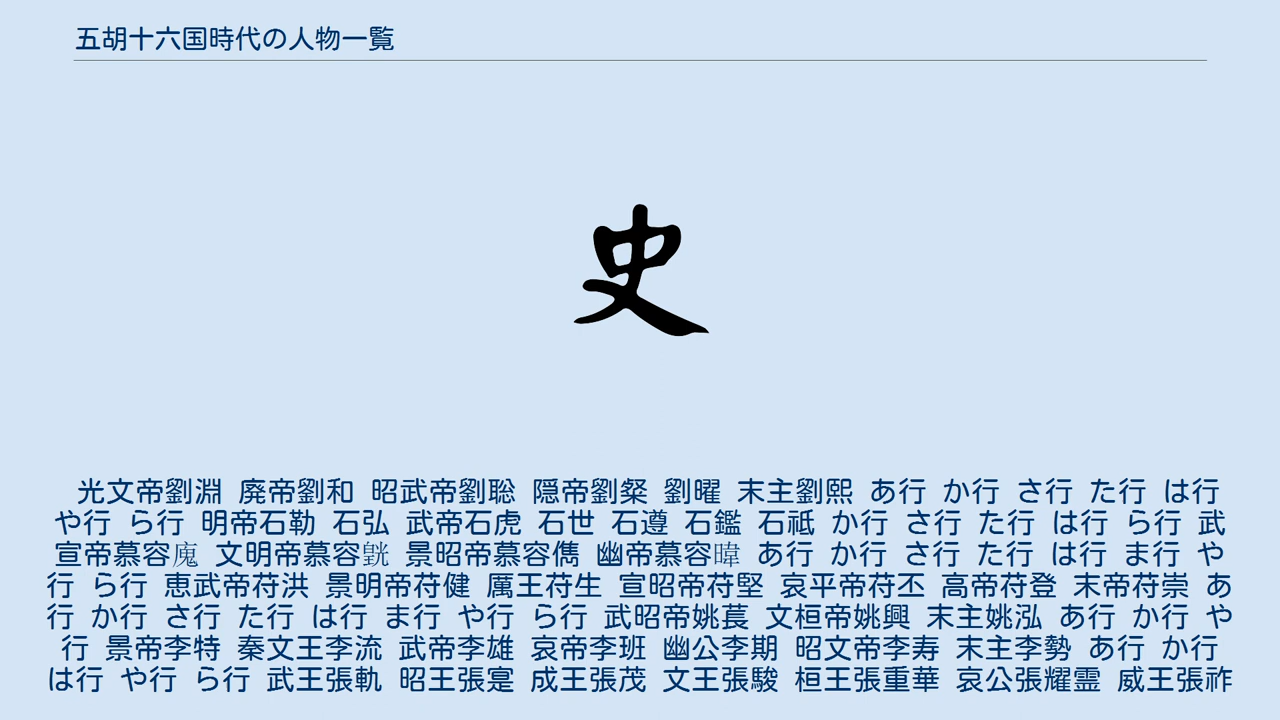 五胡十六国時代の人物一覧
史
光文帝劉淵 廃帝劉和 昭武帝劉聡 隠帝劉粲 劉曜 末主劉熙 あ行 か行 さ行 た行 は行
や行 ら行 明帝石勒 石弘 武帝石虎 石世 石遵 石鑑 石祗 か行 さ行 た行 は行 ら行 武
宣帝慕容廆 文明帝慕容皝 景昭帝慕容儁 幽帝慕容暐 あ行 か行 さ行 た行 は行 ま行 や
行 ら行 恵武帝苻洪 景明帝苻健 厲王苻生 宣昭帝苻堅 哀平帝苻丕 高帝苻登 末帝苻崇 あ
行 か行 さ行 た行 は行 ま行 や行 ら行 武昭帝姚萇 文桓帝姚興 末主姚泓 あ行 か行 や
行 景帝李特 秦文王李流 武帝李雄 哀帝李班 幽公李期 昭文帝李寿 末主李勢 あ行 か行
は行 や行 ら行 武王張軌 昭王張寔 成王張茂 文王張駿 桓王張重華 哀公張耀霊 威王張祚